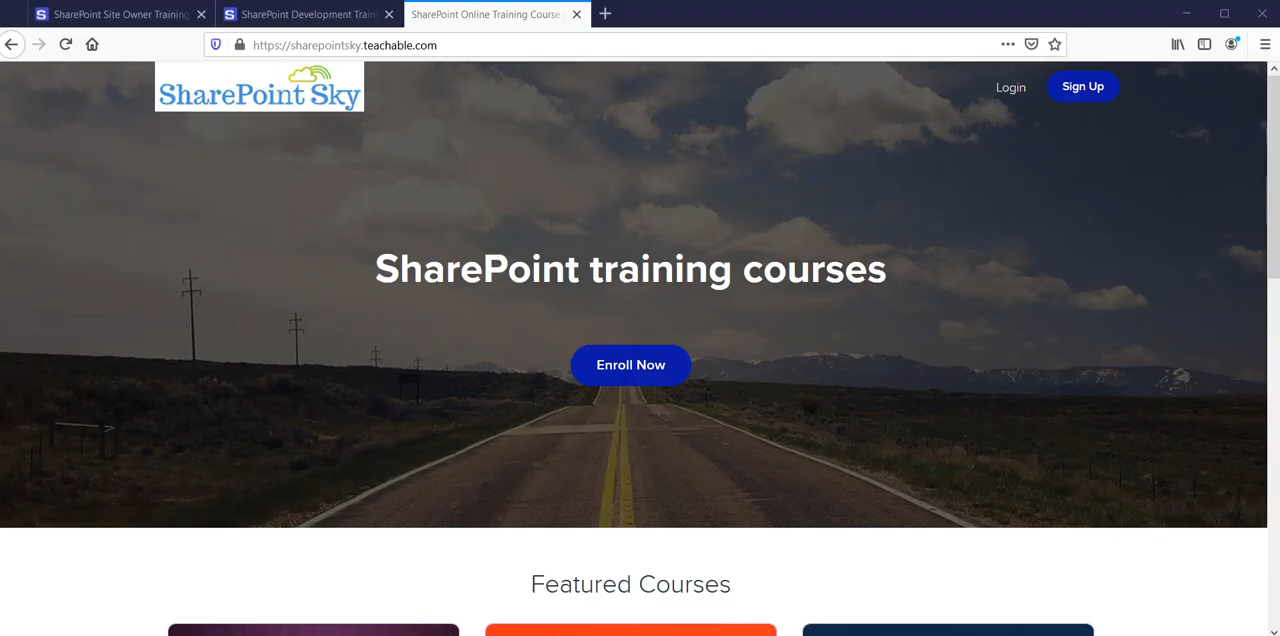 SharePoint Site Owner Training
SharePoint Development Train
SharePoint Online Training Course
https://sharepointsky.teachable.com
SharePoint Sky
Login
Sign Up
SharePoint training courses
Enroll Now
Featured Courses